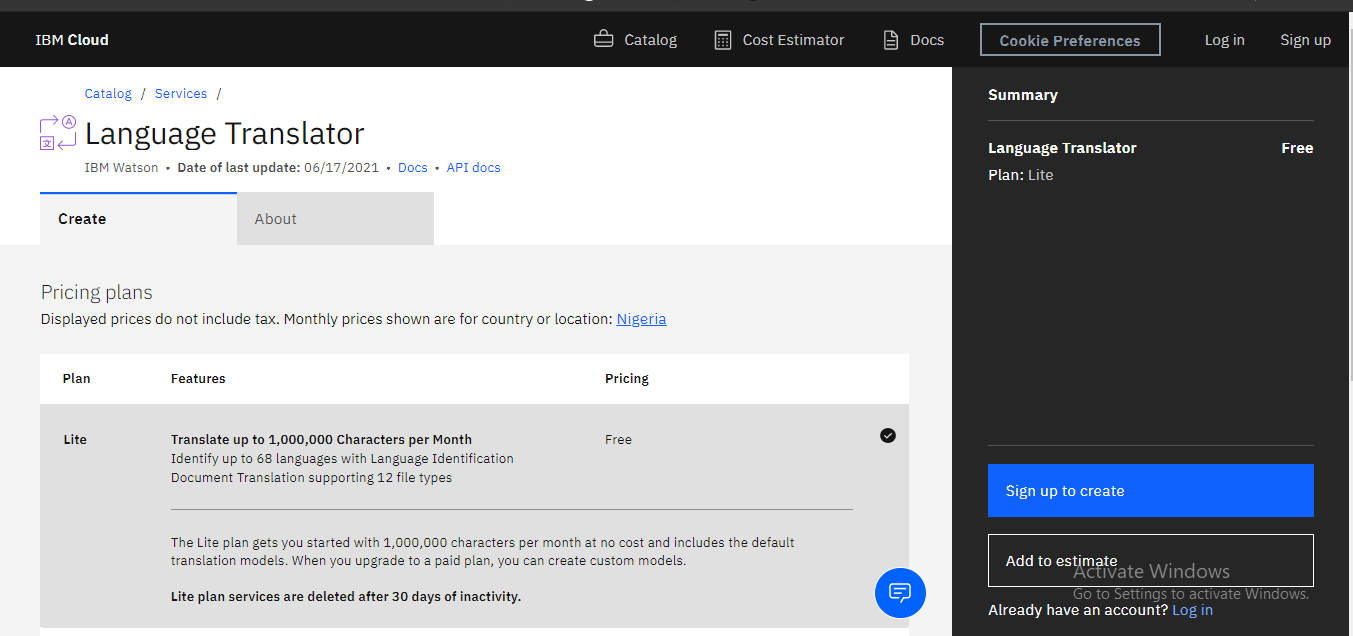 IBM Cloud
Catalog
Cost Estimator
Docs
Cookie Preferences
Log in
Sign up
Catalog / Services /
Language Translator
IBM Watson • Date of last update: 06/17/2021 • Docs • API docs
Create
About
Pricing plans
Displayed prices do not include tax. Monthly prices shown are for country or location: Nigeria
Plan
Features
Pricing
Lite
Translate up to 1,000,000 Characters per Month
Free
Identify up to 68 languages with Language Identification
Document Translation supporting 12 file types
The Lite plan gets you started with 1,000,000 characters per month at no cost and includes the default
translation models. When you upgrade to a paid plan, you can create custom models.
Lite plan services are deleted after 30 days of inactivity.
Summary
Language Translator
Free
Plan: Lite
Sign up to create
Add to estimate
Activate Windows
Go to Settings to activate Windows.
Already have an account? Log in